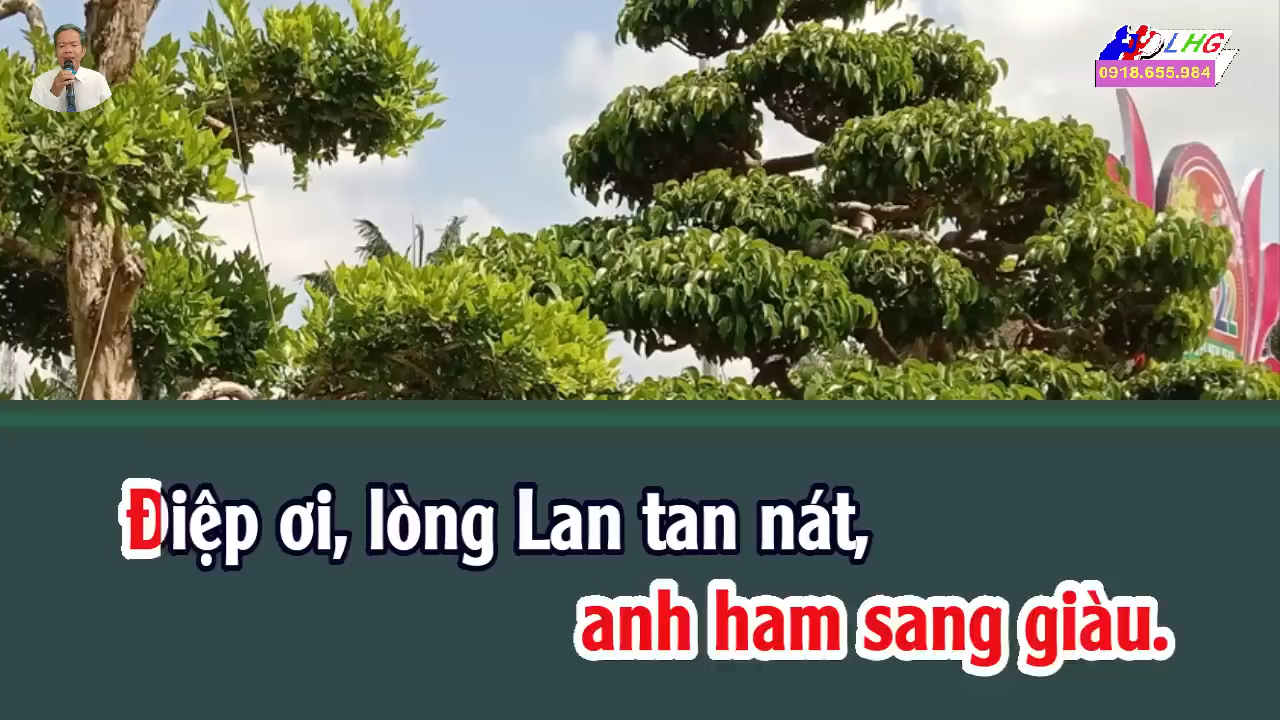 LHG
0918.655.984
Điệp ơi, lòng Lan tan nát,
anh ham sang giàu.